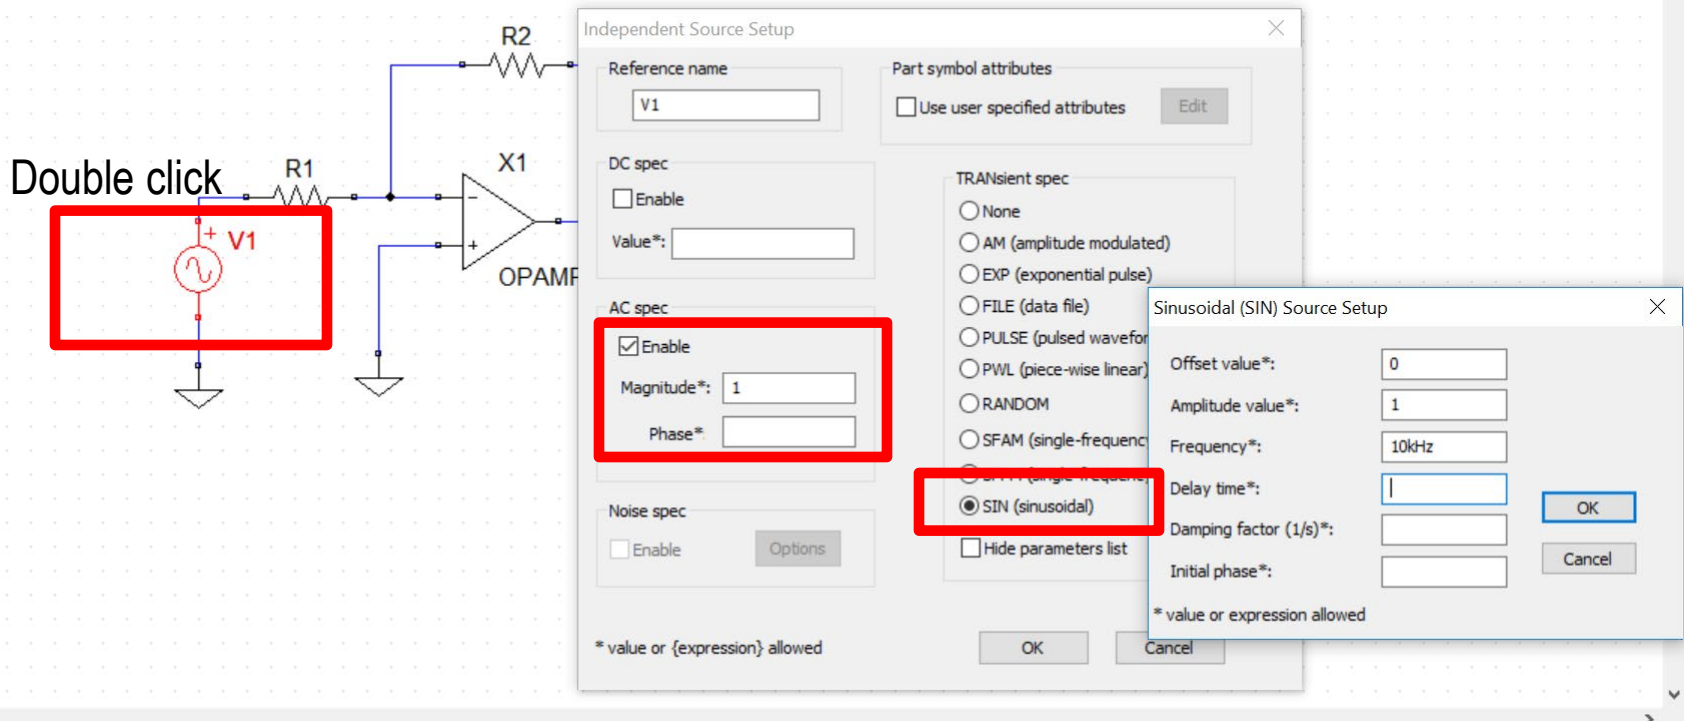 Double click
R2
R1
X1
V1
+
−
+
OPAMP
Independent Source Setup
Reference name
V1
Part symbol attributes
Use user specified attributes
Edit
DC spec
Enable
Value*:
AC spec
Enable
Magnitude*: 1
Phase*:
Noise spec
Enable
Options
* value or {expression} allowed
TRANsient spec
None
AM (amplitude modulated)
EXP (exponential pulse)
FILE (data file)
PULSE (pulsed wavefor
PWL (piece-wise linear)
RANDOM
SFAM (single-frequenc
SIN (sinusoidal)
Hide parameters list
OK
Cancel
Sinusoidal (SIN) Source Setup
Offset value*: 0
Amplitude value*: 1
Frequency*: 10kHz
Delay time*:
Damping factor (1/s)*:
Initial phase*:
OK
Cancel
* value or expression allowed